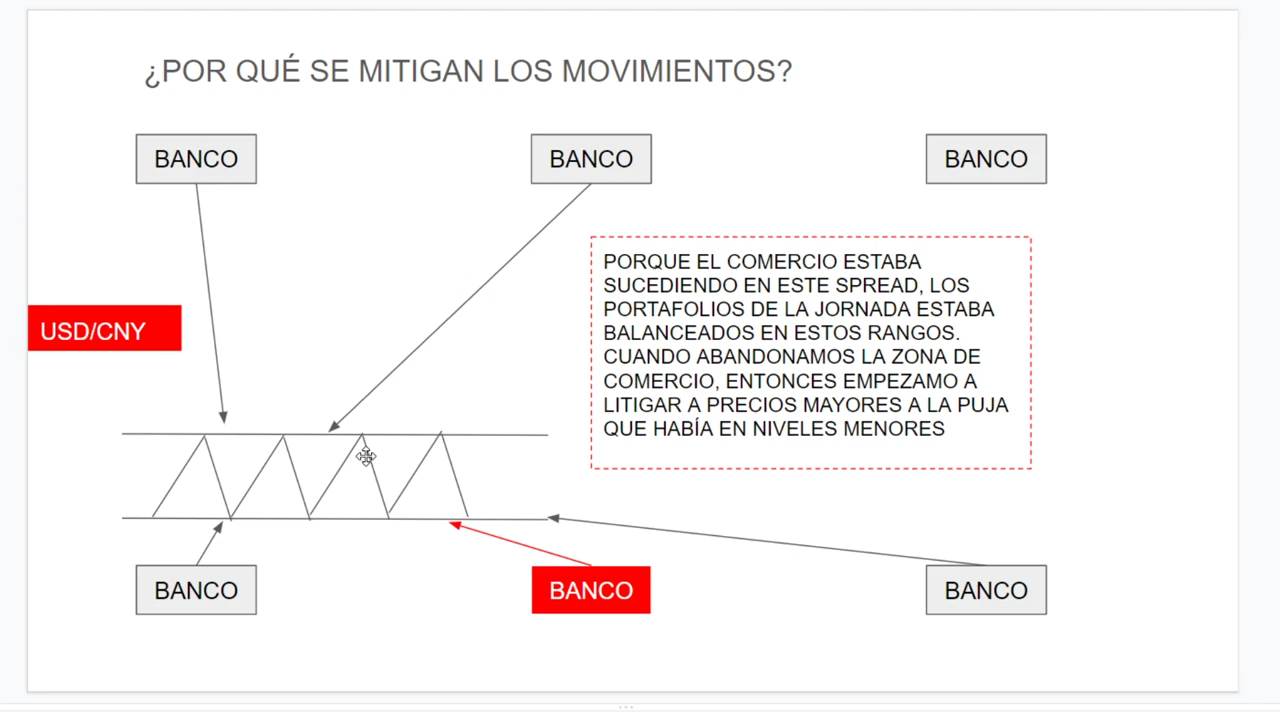 ¿POR QUÉ SE MITIGAN LOS MOVIMIENTOS?
BANCO
BANCO
BANCO
PORQUE EL COMERCIO ESTABA
SUCEDIENDO EN ESTE SPREAD, LOS
PORTAFOLIOS DE LA JORNADA ESTABA
BALANCEADOS EN ESTOS RANGOS.
CUANDO ABANDONAMOS LA ZONA DE
COMERCIO, ENTONCES EMPEZAMO A
LITIGAR A PRECIOS MAYORES A LA PUJA
QUE HABÍA EN NIVELES MENORES
USD/CNY
BANCO
BANCO
BANCO